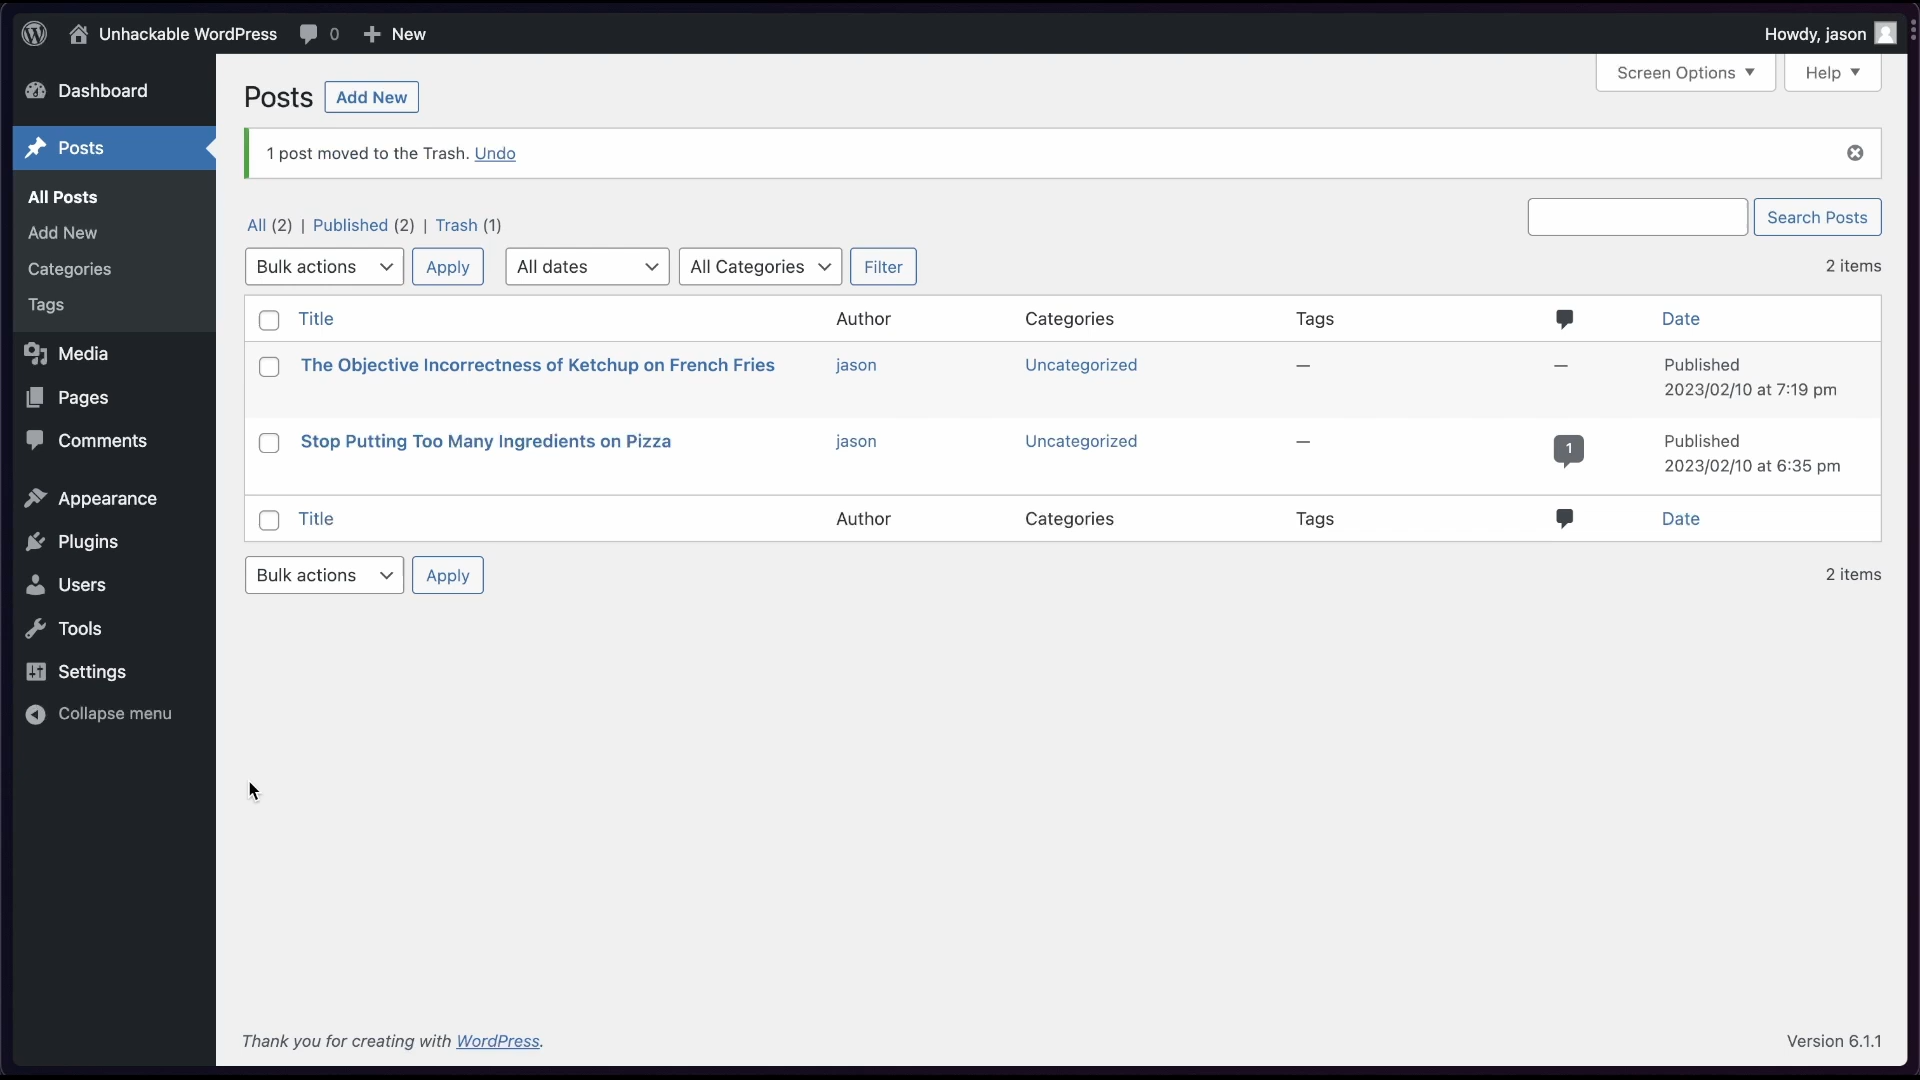 Unhackable WordPress 0 New Howdy, jason
Dashboard
Posts
All Posts
Add New
Categories
Tags
Media
Pages
Comments
Appearance
Plugins
Users
Tools
Settings
Collapse menu
Screen Options Help
Posts Add New
1 post moved to the Trash. Undo
All (2) | Published (2) | Trash (1)
Search Posts
Bulk actions Apply All dates All Categories Filter 2 items
Title Author Categories Tags Date
The Objective Incorrectness of Ketchup on French Fries jason Uncategorized — — Published
2023/02/10 at 7:19 pm
Stop Putting Too Many Ingredients on Pizza jason Uncategorized — 1 Published
2023/02/10 at 6:35 pm
Title Author Categories Tags Date
Bulk actions Apply 2 items
Thank you for creating with WordPress. Version 6.1.1